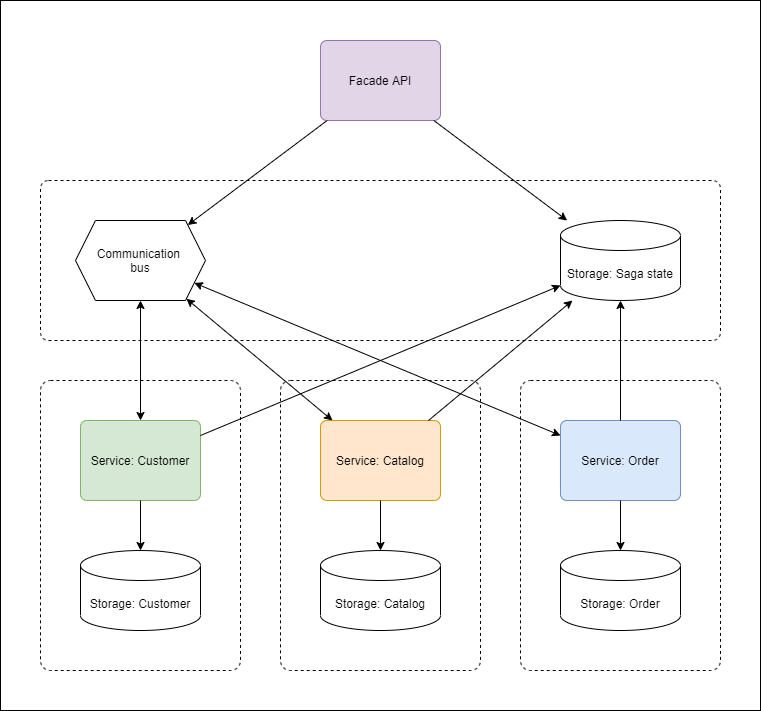 Facade API
Communication
bus
Storage: Saga state
Service: Customer
Service: Catalog
Service: Order
Storage: Customer
Storage: Catalog
Storage: Order